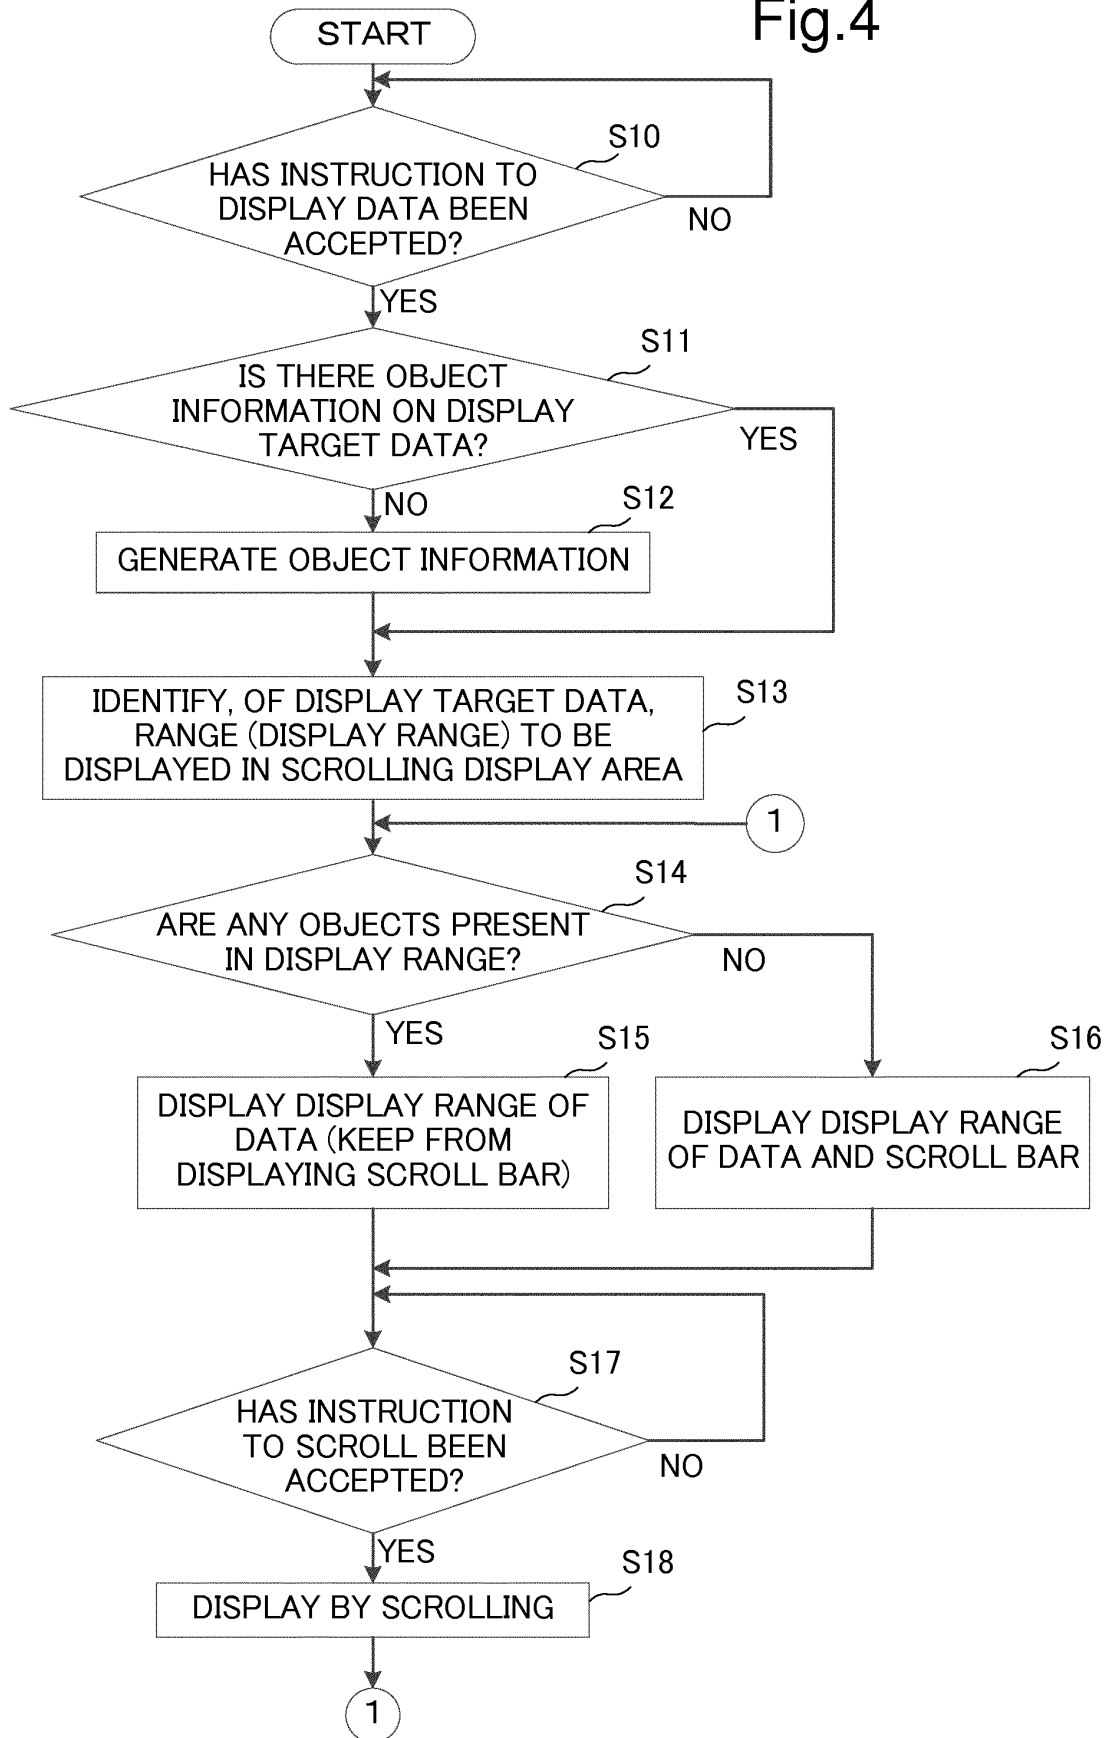 Fig.4
START
S10
HAS INSTRUCTION TO
DISPLAY DATA BEEN
ACCEPTED?
NO
YES
S11
IS THERE OBJECT
INFORMATION ON DISPLAY
TARGET DATA?
YES
NO
S12
GENERATE OBJECT INFORMATION
S13
IDENTIFY, OF DISPLAY TARGET DATA,
RANGE (DISPLAY RANGE) TO BE
DISPLAYED IN SCROLLING DISPLAY AREA
1
S14
ARE ANY OBJECTS PRESENT
IN DISPLAY RANGE?
NO
YES
S15
DISPLAY DISPLAY RANGE OF
DATA (KEEP FROM
DISPLAYING SCROLL BAR)
S16
DISPLAY DISPLAY RANGE
OF DATA AND SCROLL BAR
S17
HAS INSTRUCTION
TO SCROLL BEEN
ACCEPTED?
NO
YES
S18
DISPLAY BY SCROLLING
1